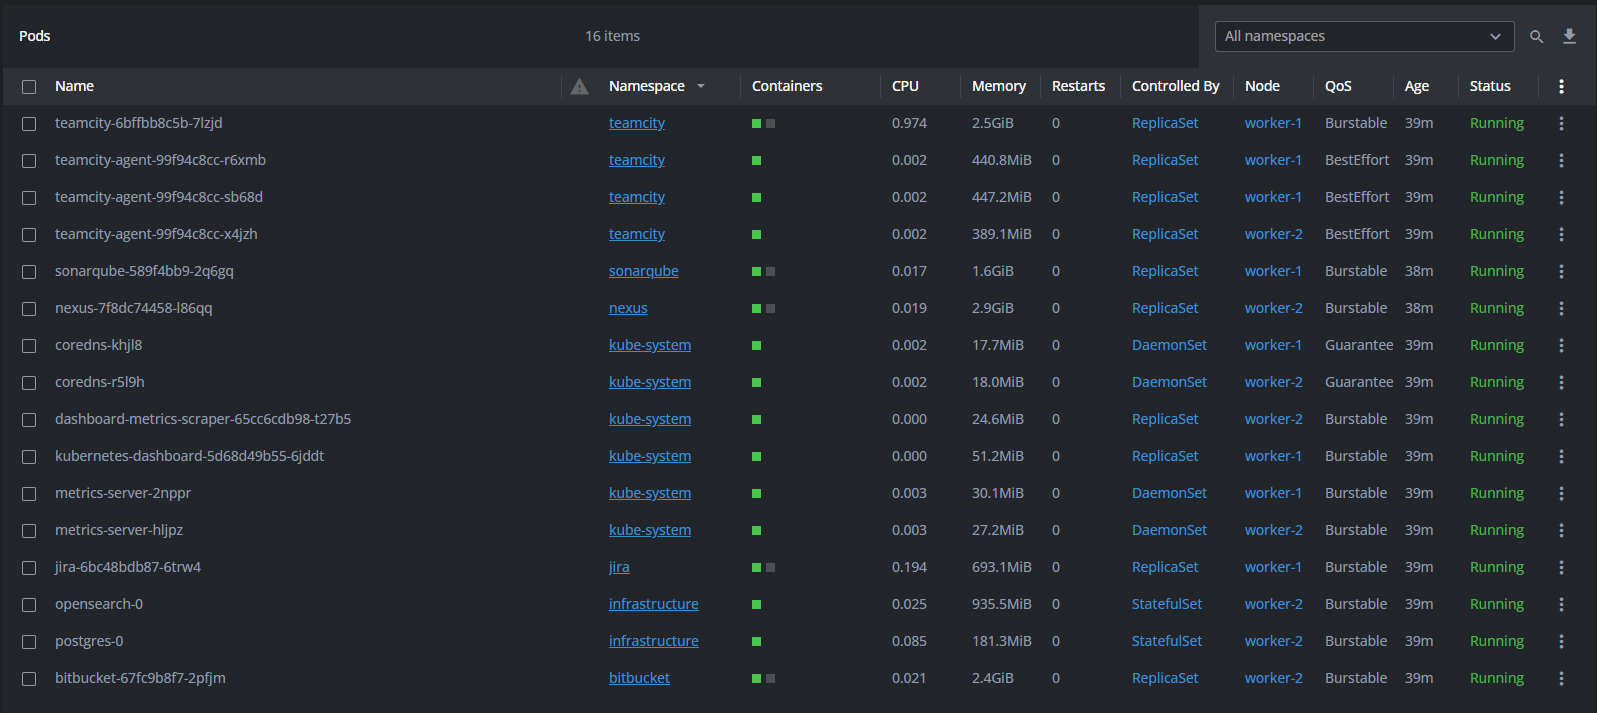 Pods 16 items All namespaces
Name Namespace Containers CPU Memory Restarts Controlled By Node QoS Age Status
teamcity-6bffbb8c5b-7lzjd teamcity 0.974 2.5GiB 0 ReplicaSet worker-1 Burstable 39m Running
teamcity-agent-99f94c8cc-r6xmb teamcity 0.002 440.8MiB 0 ReplicaSet worker-1 BestEffort 39m Running
teamcity-agent-99f94c8cc-sb68d teamcity 0.002 447.2MiB 0 ReplicaSet worker-1 BestEffort 39m Running
teamcity-agent-99f94c8cc-x4jzh teamcity 0.002 389.1MiB 0 ReplicaSet worker-2 BestEffort 39m Running
sonarqube-589f4bb9-2q6gq sonarqube 0.017 1.6GiB 0 ReplicaSet worker-1 Burstable 38m Running
nexus-7f8dc74458-l86qq nexus 0.019 2.9GiB 0 ReplicaSet worker-2 Burstable 38m Running
coredns-khjl8 kube-system 0.002 17.7MiB 0 DaemonSet worker-1 Guarantee 39m Running
coredns-r5l9h kube-system 0.002 18.0MiB 0 DaemonSet worker-2 Guarantee 39m Running
dashboard-metrics-scraper-65cc6cdb98-t27b5 kube-system 0.000 24.6MiB 0 ReplicaSet worker-2 Burstable 39m Running
kubernetes-dashboard-5d68d49b55-6jddt kube-system 0.000 51.2MiB 0 ReplicaSet worker-1 Burstable 39m Running
metrics-server-2nppr kube-system 0.003 30.1MiB 0 DaemonSet worker-1 Burstable 39m Running
metrics-server-hljpz kube-system 0.003 27.2MiB 0 DaemonSet worker-2 Burstable 39m Running
jira-6bc48bdb87-6trw4 jira 0.194 693.1MiB 0 ReplicaSet worker-1 Burstable 39m Running
opensearch-0 infrastructure 0.025 935.5MiB 0 StatefulSet worker-2 Burstable 39m Running
postgres-0 infrastructure 0.085 181.3MiB 0 StatefulSet worker-2 Burstable 39m Running
bitbucket-67fc9b8f7-2pfjm bitbucket 0.021 2.4GiB 0 ReplicaSet worker-2 Burstable 39m Running